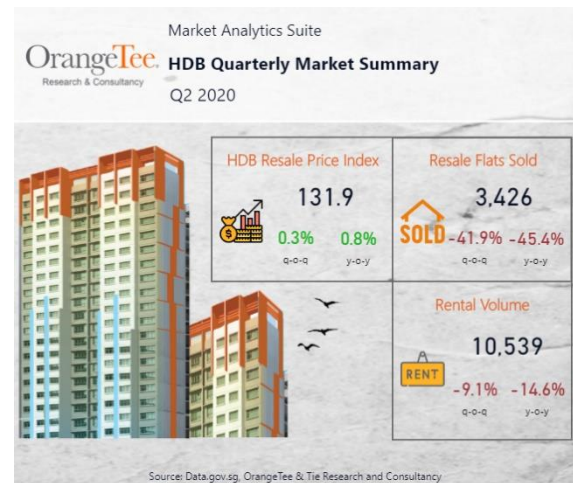 Market Analytics Suite
OrangeTee
Research & Consultancy
HDB Quarterly Market Summary
Q2 2020
HDB Resale Price Index
131.9
0.3% 0.8%
q-o-q y-o-y
Resale Flats Sold
3,426
SOLD
-41.9% -45.4%
q-o-q y-o-y
Rental Volume
10,539
RENT
-9.1% -14.6%
q-o-q y-o-y
Source: Data.gov.sg, OrangeTee & Tie Research and Consultancy